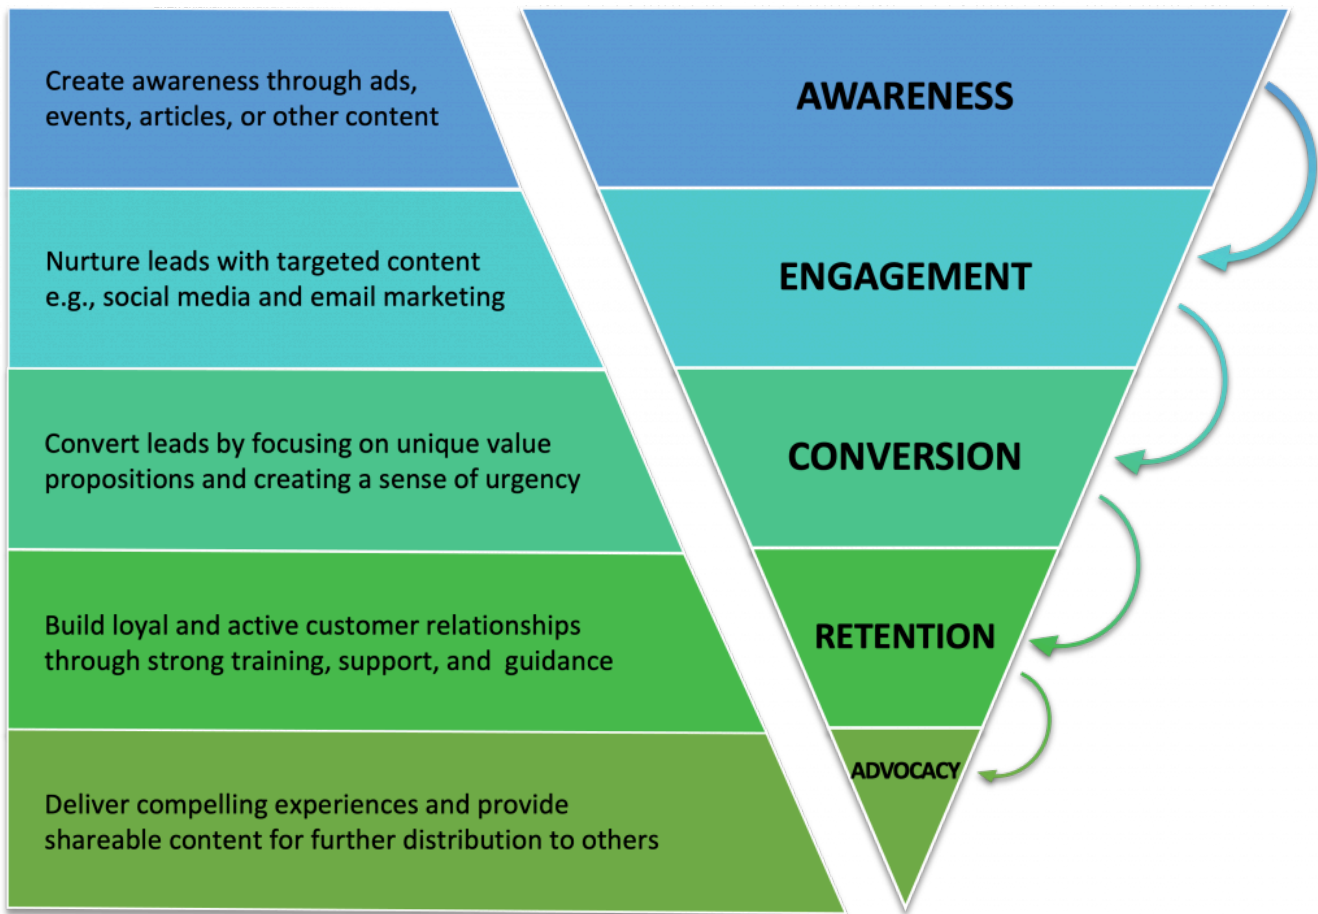 Create awareness through ads,
events, articles, or other content
AWARENESS
Nurture leads with targeted content
e.g., social media and email marketing
ENGAGEMENT
Convert leads by focusing on unique value
propositions and creating a sense of urgency
CONVERSION
Build loyal and active customer relationships
through strong training, support, and  guidance
RETENTION
Deliver compelling experiences and provide
shareable content for further distribution to others
ADVOCACY